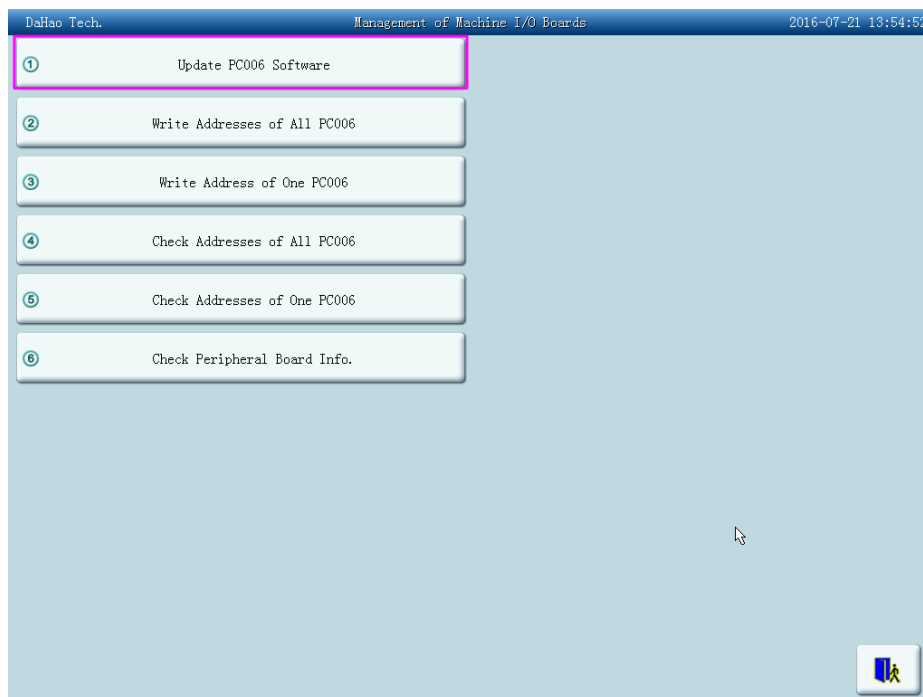 DaHao Tech. Management of Machine I/O Boards 2016-07-21 13:54:52
① Update PC006 Software
② Write Addresses of All PC006
③ Write Address of One PC006
④ Check Addresses of All PC006
⑤ Check Addresses of One PC006
⑥ Check Peripheral Board Info.